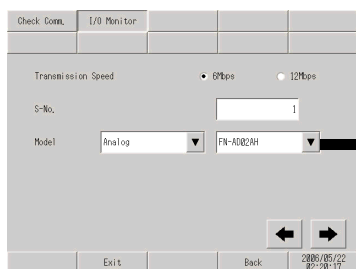 Check Comm. I/O Monitor
Transmission Speed 6Mbps 12Mbps
S-No. 1
Model Analog FN-AD02AH
Exit Back 2006/05/22
02:20:17